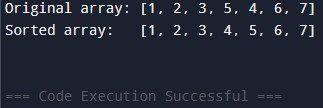 Original array: [1, 2, 3, 5, 4, 6, 7]
Sorted array:   [1, 2, 3, 4, 5, 6, 7]
=== Code Execution Successful ===